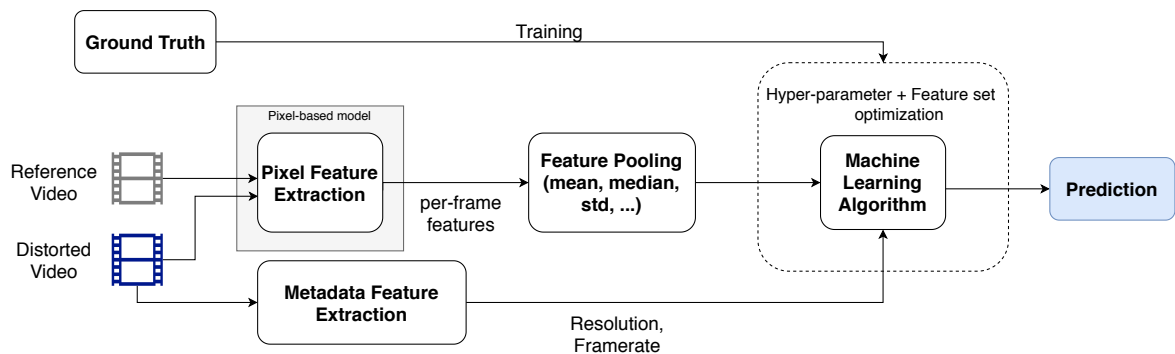 Ground Truth
Training
Hyper-parameter + Feature set
optimization
Pixel-based model
Reference
Video
Pixel Feature
Extraction
per-frame
features
Feature Pooling
(mean, median,
std, ...)
Machine
Learning
Algorithm
Prediction
Distorted
Video
Metadata Feature
Extraction
Resolution,
Framerate